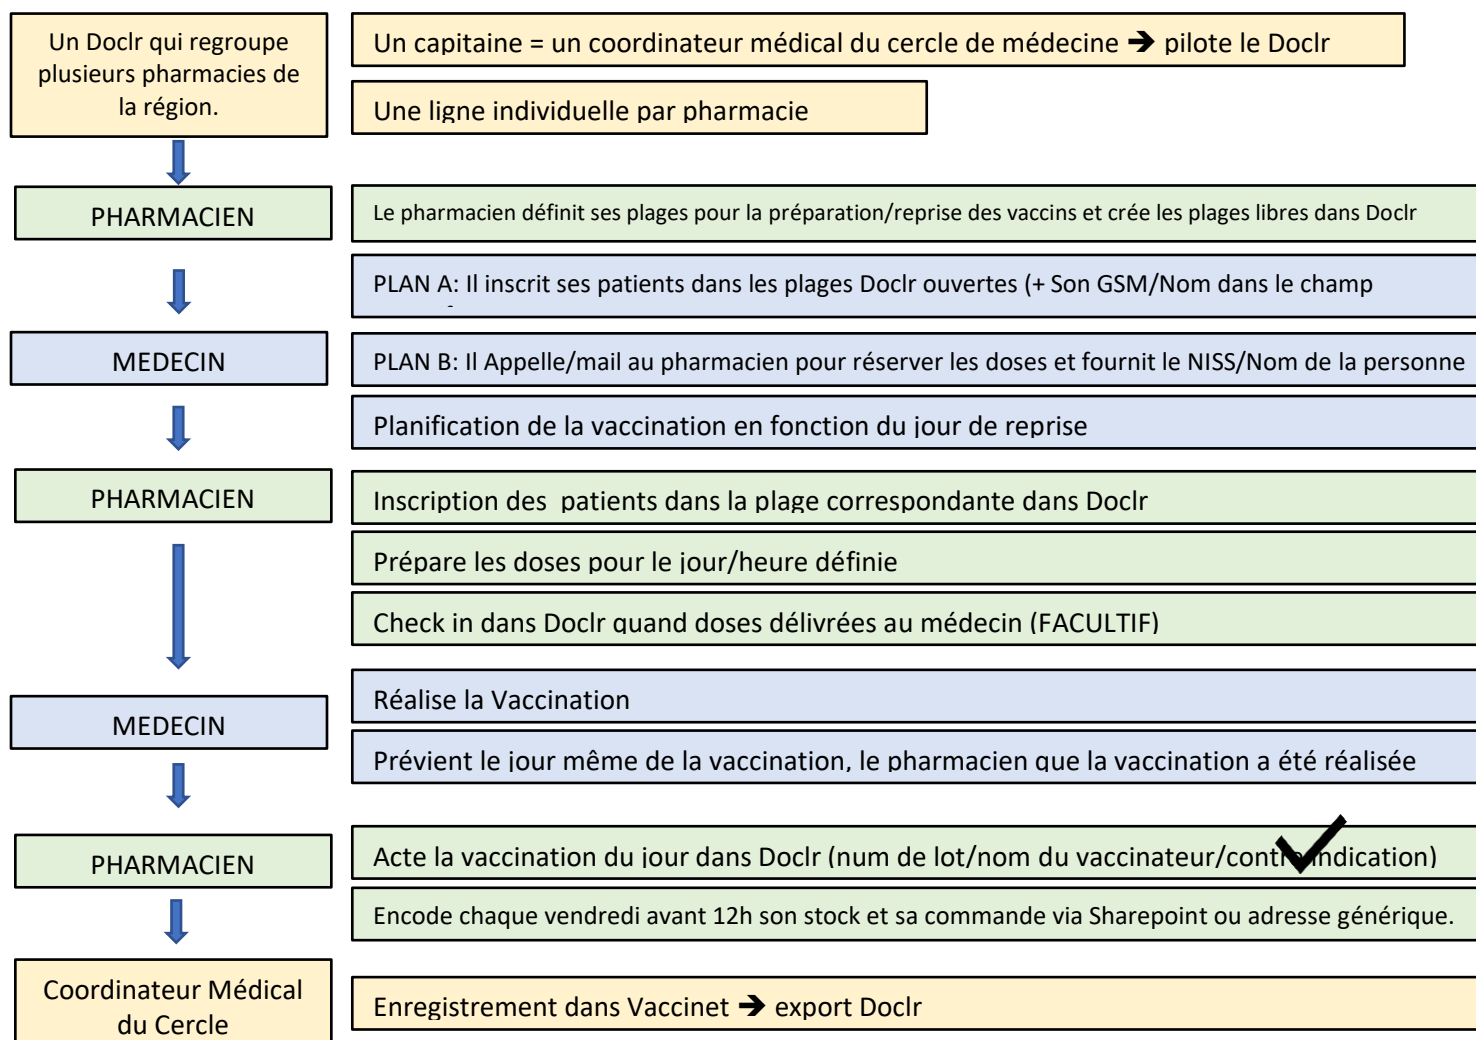 Un Doclr qui regroupe
plusieurs pharmacies de
la région.
Un capitaine = un coordinateur médical du cercle de médecine ➔ pilote le Doclr
Une ligne individuelle par pharmacie
PHARMACIEN
Le pharmacien définit ses plages pour la préparation/reprise des vaccins et crée les plages libres dans Doclr
PLAN A: Il inscrit ses patients dans les plages Doclr ouvertes (+ Son GSM/Nom dans le champ
MEDECIN
PLAN B: Il Appelle/mail au pharmacien pour réserver les doses et fournit le NISS/Nom de la personne
Planification de la vaccination en fonction du jour de reprise
PHARMACIEN
Inscription des patients dans la plage correspondante dans Doclr
Prépare les doses pour le jour/heure définie
Check in dans Doclr quand doses délivrées au médecin (FACULTIF)
MEDECIN
Réalise la Vaccination
Prévient le jour même de la vaccination, le pharmacien que la vaccination a été réalisée
PHARMACIEN
Acte la vaccination du jour dans Doclr (num de lot/nom du vaccinateur/contre indication)
Encode chaque vendredi avant 12h son stock et sa commande via Sharepoint ou adresse générique.
Coordinateur Médical
du Cercle
Enregistrement dans Vaccinet ➔ export Doclr